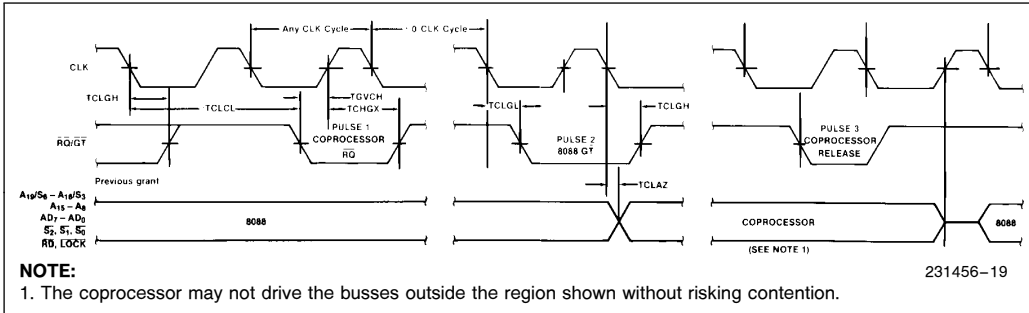 Any CLK Cycle
0 CLK Cycle
CLK
TCLGH
TCLCL
TGVCH
TCHGX
TCLGL
TCLGH
RQ/GT
PULSE 1
COPROCESSOR
RQ
PULSE 2
8088 GT
PULSE 3
COPROCESSOR
RELEASE
Previous grant
TCLAZ
A19/S6 – A16/S3
A15 – A8
AD7 – AD0
S2, S1, S0
RD, LOCK
8088
COPROCESSOR
8088
(SEE NOTE 1)
NOTE:
231456–19
1. The coprocessor may not drive the busses outside the region shown without risking contention.